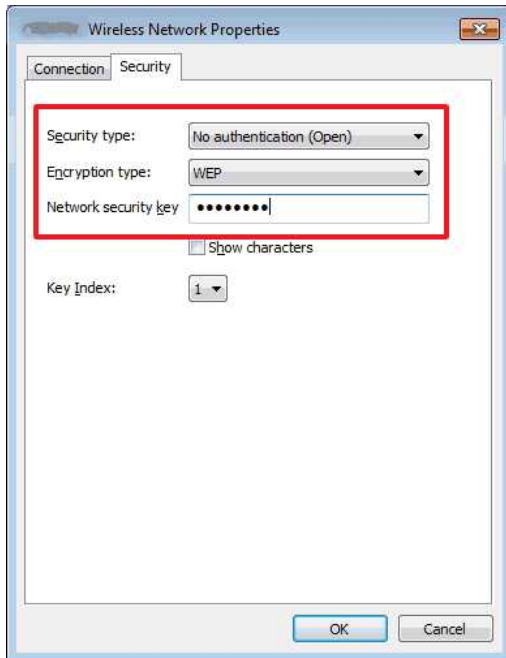 Wireless Network Properties
Connection Security
Security type: No authentication (Open)
Encryption type: WEP
Network security key ••••••••
Show characters
Key Index: 1
OK Cancel